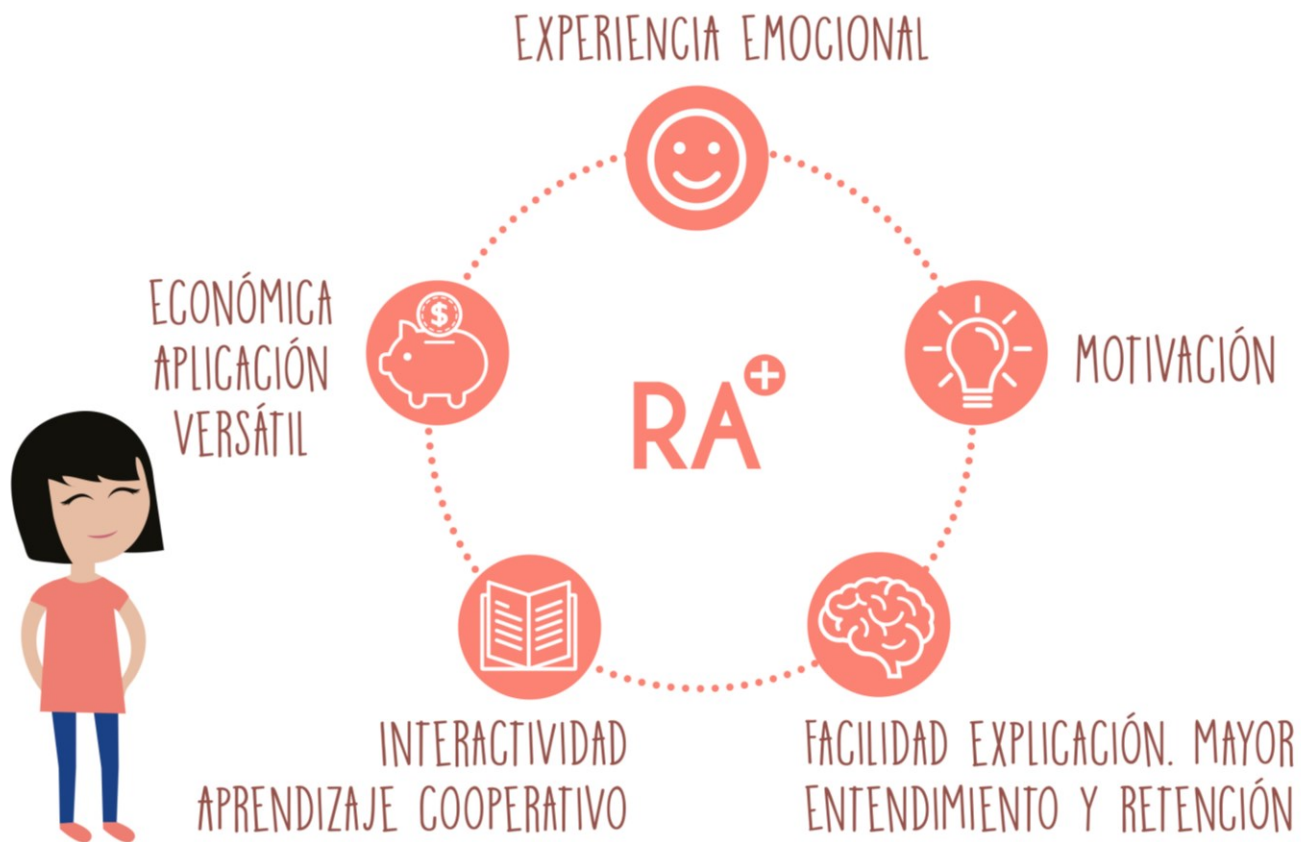 EXPERIENCIA EMOCIONAL
ECONÓMICA
APLICACIÓN
VERSÁTIL
$
RA+
MOTIVACIÓN
INTERACTIVIDAD
APRENDIZAJE COOPERATIVO
FACILIDAD EXPLICACIÓN. MAYOR
ENTENDIMIENTO Y RETENCIÓN